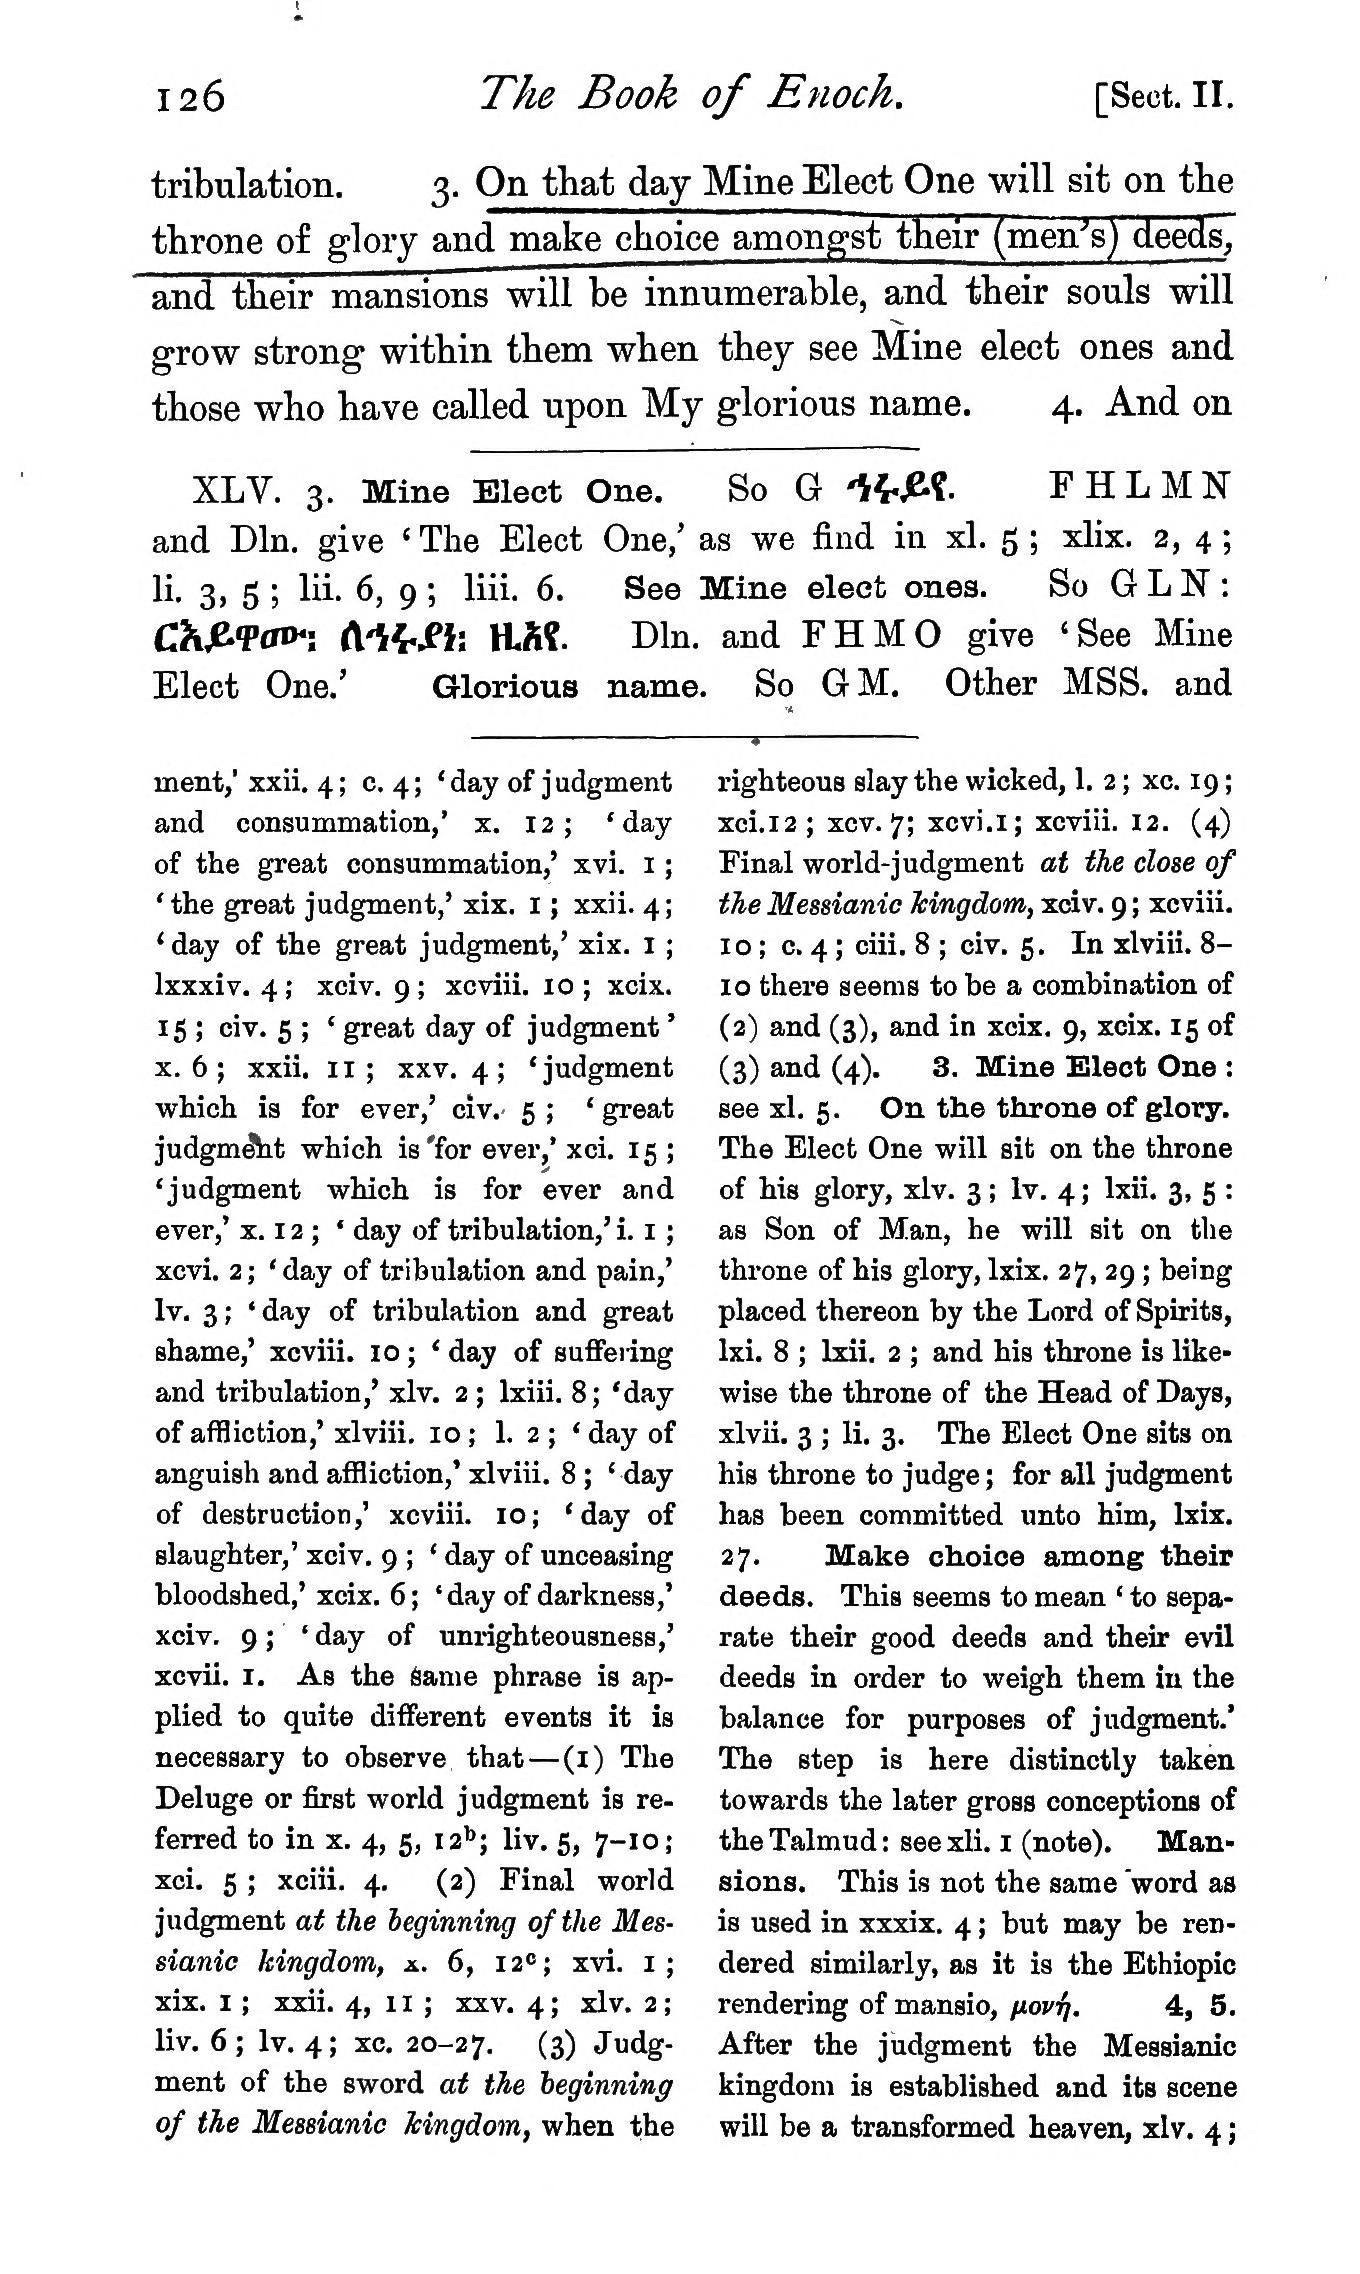 126 The Book of Enoch. [Sect. II.
tribulation. 3. On that day Mine Elect One will sit on the
throne of glory and make choice amongst their (men's) deeds,
and their mansions will be innumerable, and their souls will
grow strong within them when they see Mine elect ones and
those who have called upon My glorious name. 4. And on
XLV. 3. Mine Elect One. So G ኅሩይየ. F H L M N
and Dln. give ‘The Elect One,’ as we find in xl. 5; xlix. 2, 4;
li. 3, 5; lii. 6, 9; liii. 6. See Mine elect ones. So G L N:
ርእይዋሙ፡ ለኅሩያን፡ ዚአየ. Dln. and F H M O give ‘See Mine
Elect One.’ Glorious name. So G M. Other MSS. and
ment,’ xxii. 4; c. 4; ‘day of judgment
and consummation,’ x. 12; ‘day
of the great consummation,’ xvi. 1;
‘the great judgment,’ xix. 1; xxii. 4;
‘day of the great judgment,’ xix. 1;
lxxxiv. 4; xciv. 9; xcviii. 10; xcix.
15; civ. 5; ‘great day of judgment’
x. 6; xxii. 11; xxv. 4; ‘judgment
which is for ever,’ civ. 5; ‘great
judgment which is for ever,’ xci. 15;
‘judgment which is for ever and
ever,’ x. 12; ‘day of tribulation,’ i. 1;
xcvi. 2; ‘day of tribulation and pain,’
lv. 3; ‘day of tribulation and great
shame,’ xcviii. 10; ‘day of suffering
and tribulation,’ xlv. 2; lxiii. 8; ‘day
of affliction,’ xlviii. 10; l. 2; ‘day of
anguish and affliction,’ xlviii. 8; ‘day
of destruction,’ xcviii. 10; ‘day of
slaughter,’ xciv. 9; ‘day of unceasing
bloodshed,’ xcix. 6; ‘day of darkness,’
xciv. 9; ‘day of unrighteousness,’
xcvii. 1. As the same phrase is ap-
plied to quite different events it is
necessary to observe that—(1) The
Deluge or first world judgment is re-
ferred to in x. 4, 5, 12b; liv. 5, 7–10;
xci. 5; xciii. 4. (2) Final world
judgment at the beginning of the Mes-
sianic kingdom, x. 6, 12c; xvi. 1;
xix. 1; xxii. 4, 11; xxv. 4; xlv. 2;
liv. 6; lv. 4; xc. 20–27. (3) Judg-
ment of the sword at the beginning
of the Messianic kingdom, when the
righteous slay the wicked, l. 2; xc. 19;
xci. 12; xcv. 7; xcvi. 1; xcviii. 12. (4)
Final world-judgment at the close of
the Messianic kingdom, xciv. 9; xcviii.
10; c. 4; ciii. 8; civ. 5. In xlviii. 8–
10 there seems to be a combination of
(2) and (3), and in xcix. 9, xcix. 15 of
(3) and (4). 3. Mine Elect One:
see xl. 5. On the throne of glory.
The Elect One will sit on the throne
of his glory, xlv. 3; lv. 4; lxii. 3, 5:
as Son of Man, he will sit on the
throne of his glory, lxix. 27, 29; being
placed thereon by the Lord of Spirits,
lxi. 8; lxii. 2; and his throne is like-
wise the throne of the Head of Days,
xlvii. 3; li. 3. The Elect One sits on
his throne to judge; for all judgment
has been committed unto him, lxix.
27. Make choice among their
deeds. This seems to mean ‘to sepa-
rate their good deeds and their evil
deeds in order to weigh them in the
balance for purposes of judgment.’
The step is here distinctly taken
towards the later gross conceptions of
the Talmud: see xli. 1 (note). Man-
sions. This is not the same word as
is used in xxxix. 4; but may be ren-
dered similarly, as it is the Ethiopic
rendering of mansio, μονή. 4, 5.
After the judgment the Messianic
kingdom is established and its scene
will be a transformed heaven, xlv. 4;